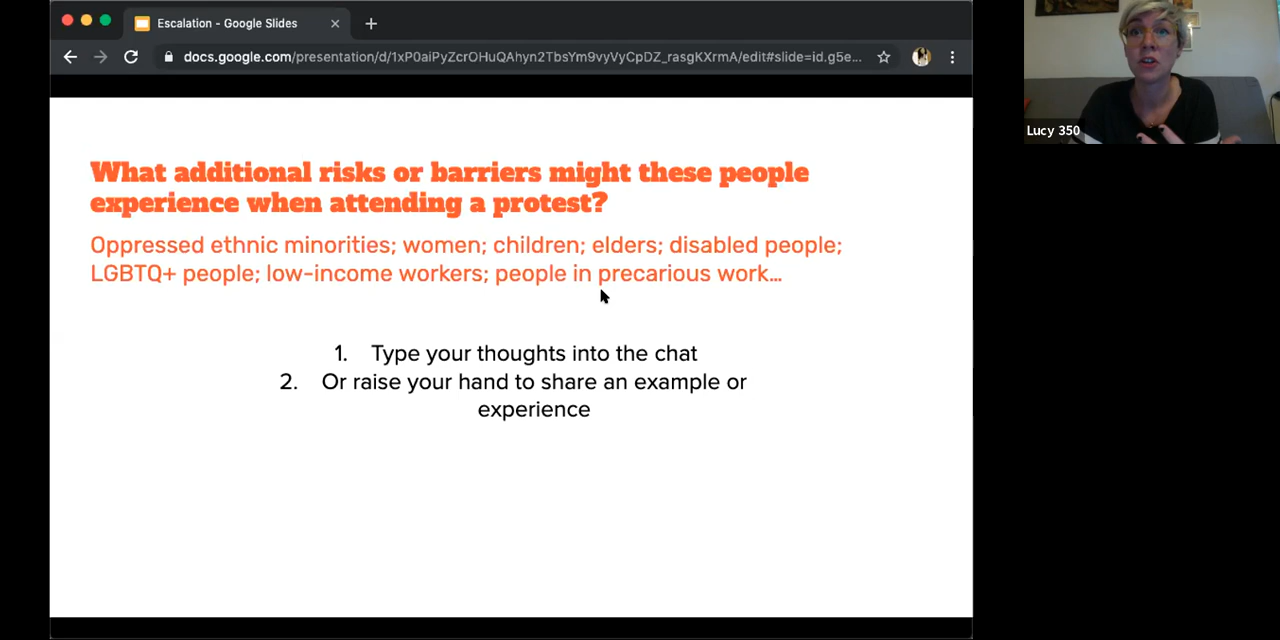 Escalation - Google Slides
docs.google.com/presentation/d/1xP0aiPyZcrOHuQAhyn2TbsYm9vyVyCpDZ_rasgKXrmA/edit#slide=id.g5e...
What additional risks or barriers might these people
experience when attending a protest?
Oppressed ethnic minorities; women; children; elders; disabled people;
LGBTQ+ people; low-income workers; people in precarious work...
1. Type your thoughts into the chat
2. Or raise your hand to share an example or
experience
Lucy 350